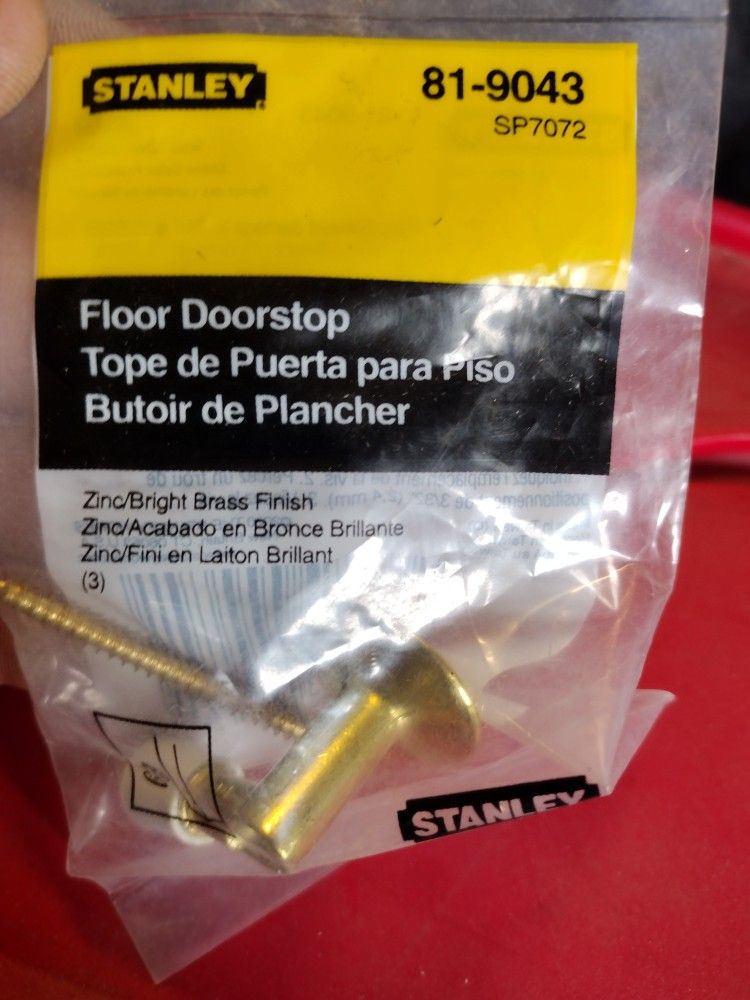 STANLEY
81-9043
SP7072
Floor Doorstop
Tope de Puerta para Piso
Butoir de Plancher
Zinc/Bright Brass Finish
Zinc/Acabado en Bronce Brillante
Zinc/Fini en Laiton Brillant
(3)
STANLEY